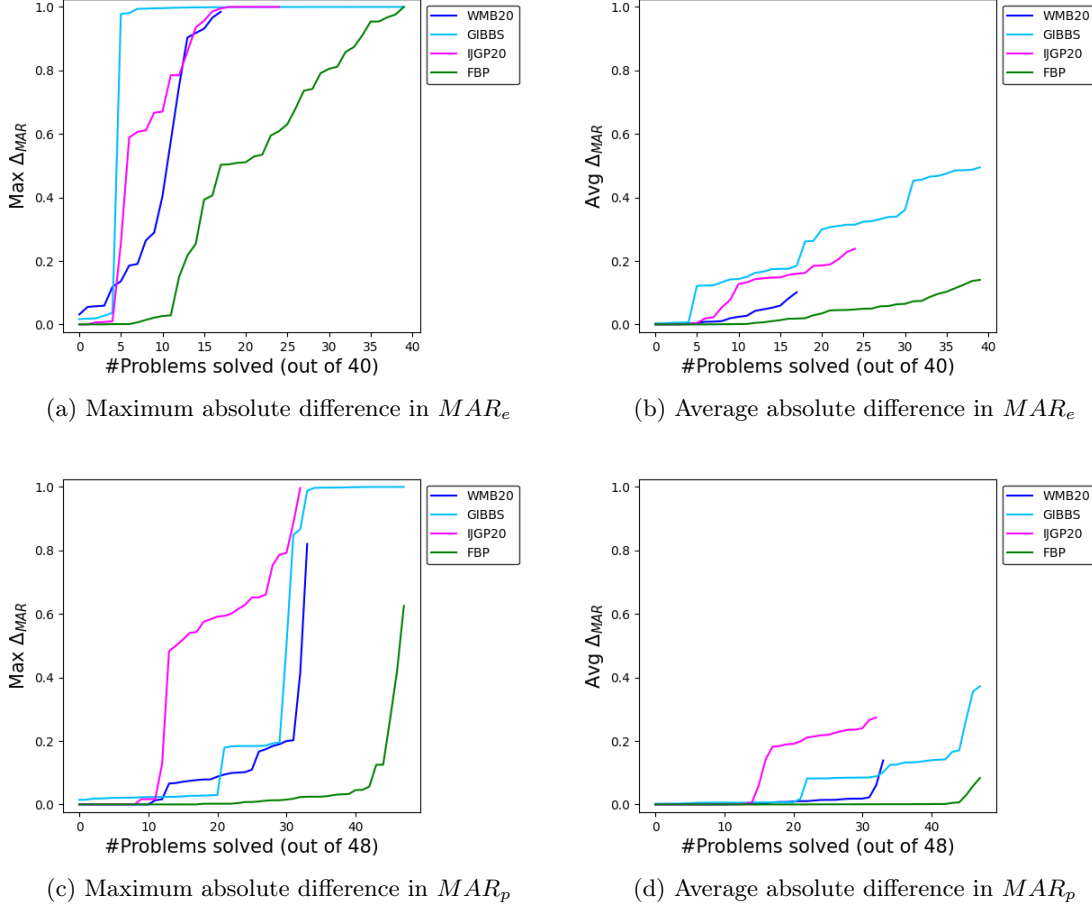 1.0
0.8
0.6
0.4
0.2
0.0
Max Δ_MAR
0 5 10 15 20 25 30 35 40
#Problems solved (out of 40)
WMB20
GIBBS
IJGP20
FBP
(a) Maximum absolute difference in MAR_e
1.0
0.8
0.6
0.4
0.2
0.0
Avg Δ_MAR
0 5 10 15 20 25 30 35 40
#Problems solved (out of 40)
WMB20
GIBBS
IJGP20
FBP
(b) Average absolute difference in MAR_e
1.0
0.8
0.6
0.4
0.2
0.0
Max Δ_MAR
0 10 20 30 40
#Problems solved (out of 48)
WMB20
GIBBS
IJGP20
FBP
(c) Maximum absolute difference in MAR_p
1.0
0.8
0.6
0.4
0.2
0.0
Avg Δ_MAR
0 10 20 30 40
#Problems solved (out of 48)
WMB20
GIBBS
IJGP20
FBP
(d) Average absolute difference in MAR_p